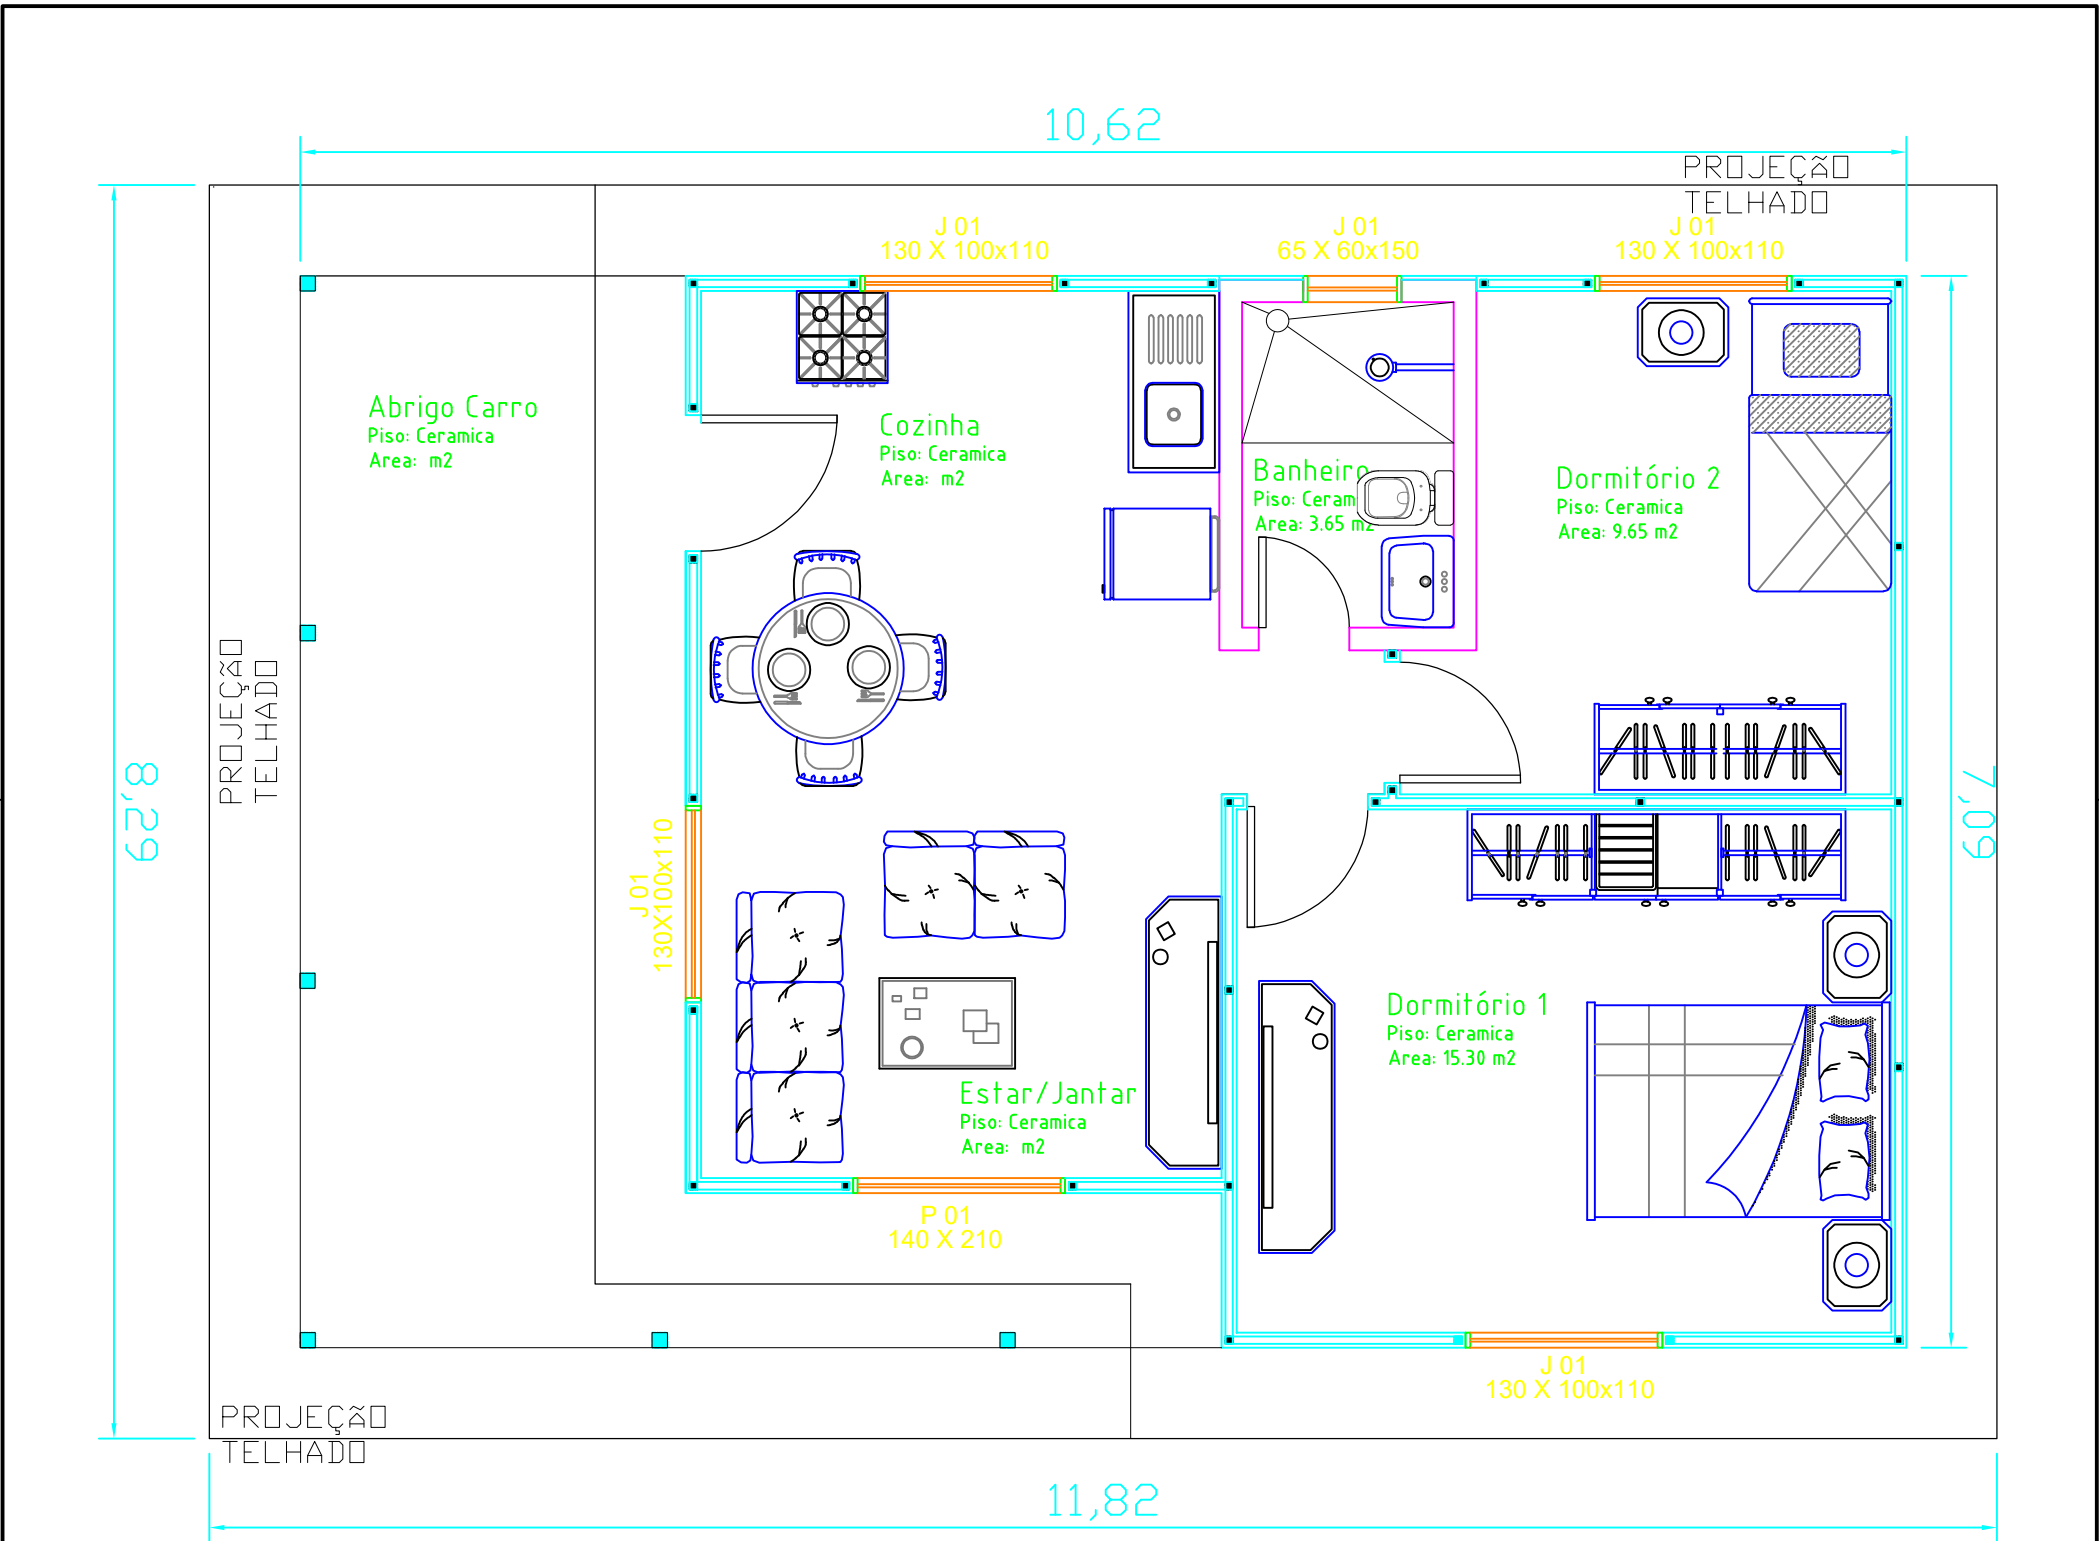 10,62
PROJEÇÃO
TELHADO
J 01
130 X 100x110
J 01
65 X 60x150
J 01
130 X 100x110
Abrigo Carro
Piso: Ceramica
Area: m2
Cozinha
Piso: Ceramica
Area: m2
Banheiro
Piso: Ceram
Area: 3.65 m2
Dormitório 2
Piso: Ceramica
Area: 9.65 m2
PROJEÇÃO
TELHADO
8,29
7,09
J 01
130X100x110
Dormitório 1
Piso: Ceramica
Area: 15.30 m2
Estar/Jantar
Piso: Ceramica
Area: m2
P 01
140 X 210
J 01
130 X 100x110
PROJEÇÃO
TELHADO
11,82